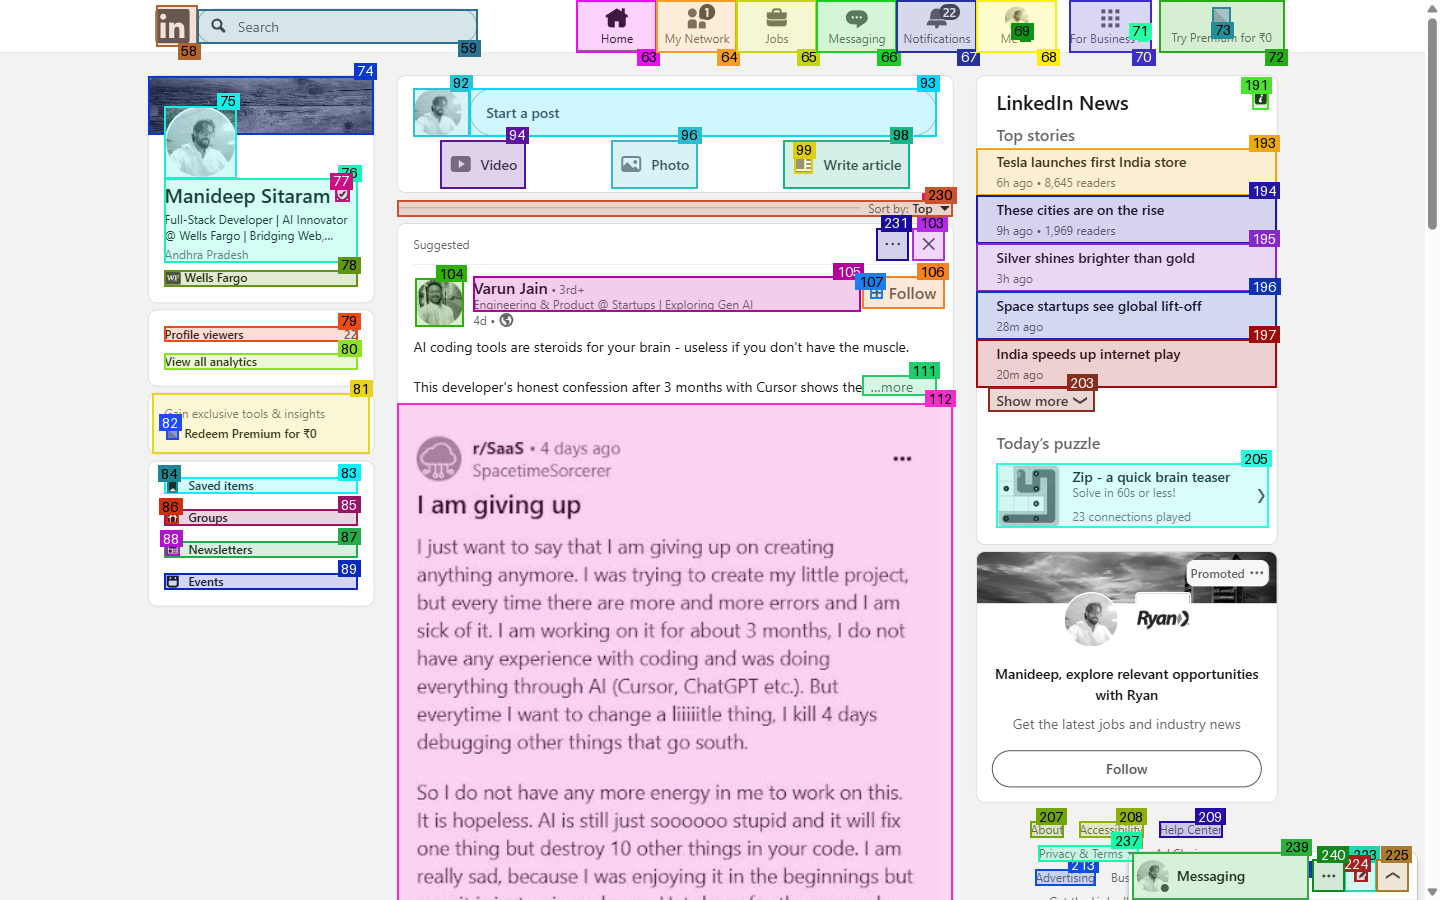 in
Search
Home
1
My Network
Jobs
Messaging
22
Notifications
Me
For Business
Try Premium for ₹0
58
59
63
64
65
66
67
68
69
70
71
72
73
74
75
76
77
Manideep Sitaram
Full-Stack Developer | AI Innovator
@ Wells Fargo | Bridging Web,...
Andhra Pradesh
78
Wells Fargo
79
Profile viewers 22
80
View all analytics
81
Gain exclusive tools & insights
82
Redeem Premium for ₹0
83
84
Saved items
85
86
Groups
87
88
Newsletters
89
Events
92
93
Start a post
94
Video
96
Photo
98
99
Write article
230
Sort by: Top
231
103
Suggested
104
105
106
107
Varun Jain • 3rd+
Engineering & Product @ Startups | Exploring Gen AI
4d •
Follow
AI coding tools are steroids for your brain - useless if you don't have the muscle.
111
This developer's honest confession after 3 months with Cursor shows the ...more
112
r/SaaS • 4 days ago
SpacetimeSorcerer
I am giving up
I just want to say that I am giving up on creating
anything anymore. I was trying to create my little project,
but every time there are more and more errors and I am
sick of it. I am working on it for about 3 months, I do not
have any experience with coding and was doing
everything through AI (Cursor, ChatGPT etc.). But
everytime I want to change a liiiiitle thing, I kill 4 days
debugging other things that go south.
So I do not have any more energy in me to work on this.
It is hopeless. AI is still just soooooo stupid and it will fix
one thing but destroy 10 other things in your code. I am
really sad, because I was enjoying it in the beginnings but
191
LinkedIn News
Top stories
193
Tesla launches first India store
6h ago • 8,645 readers
194
These cities are on the rise
9h ago • 1,969 readers
195
Silver shines brighter than gold
3h ago
196
Space startups see global lift-off
28m ago
197
India speeds up internet play
20m ago
203
Show more
Today's puzzle
205
Zip - a quick brain teaser
Solve in 60s or less!
23 connections played
Promoted
Ryan
Manideep, explore relevant opportunities
with Ryan
Get the latest jobs and industry news
Follow
207
208
209
About
Accessibility
Help Center
237
Privacy & Terms
213
Advertising
239
Messaging
240
224
225